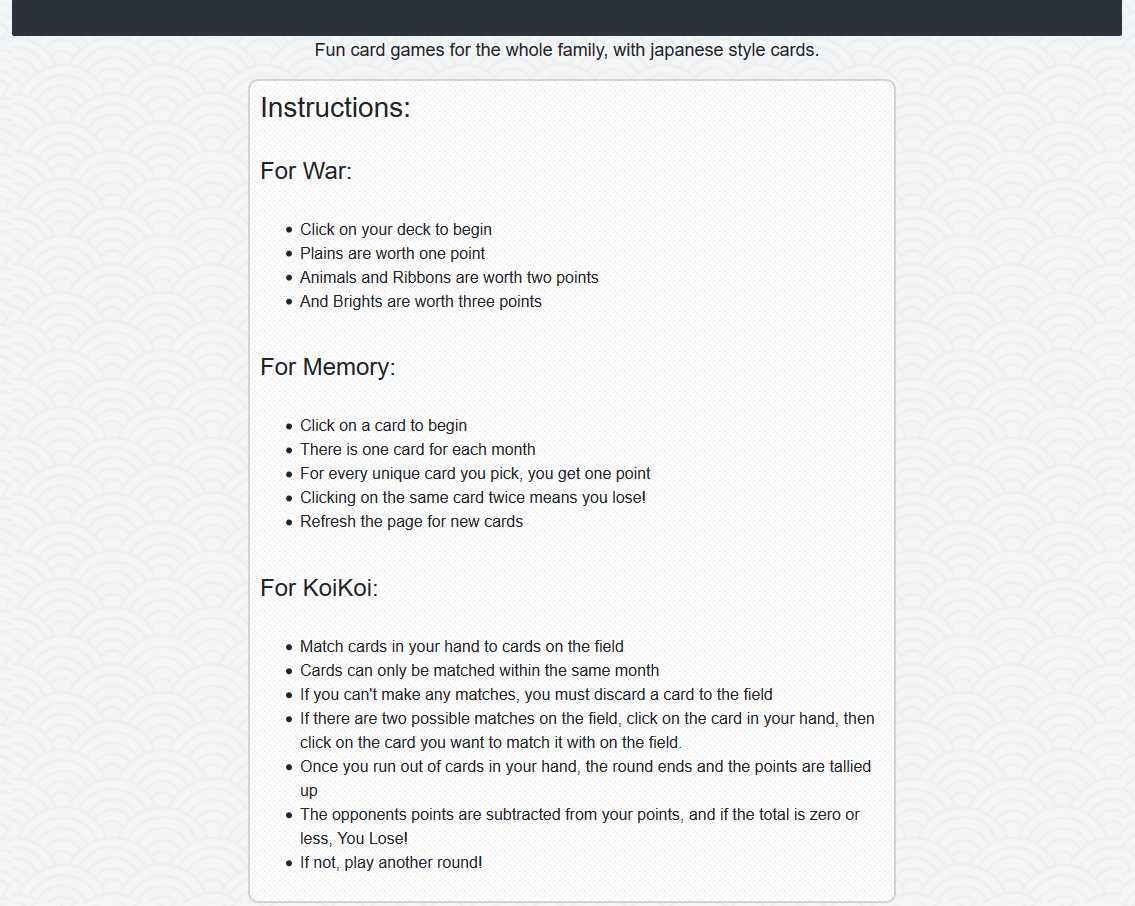 Fun card games for the whole family, with japanese style cards.
Instructions:
For War:
Click on your deck to begin
Plains are worth one point
Animals and Ribbons are worth two points
And Brights are worth three points
For Memory:
Click on a card to begin
There is one card for each month
For every unique card you pick, you get one point
Clicking on the same card twice means you lose!
Refresh the page for new cards
For KoiKoi:
Match cards in your hand to cards on the field
Cards can only be matched within the same month
If you can't make any matches, you must discard a card to the field
If there are two possible matches on the field, click on the card in your hand, then
click on the card you want to match it with on the field.
Once you run out of cards in your hand, the round ends and the points are tallied
up
The opponents points are subtracted from your points, and if the total is zero or
less, You Lose!
If not, play another round!